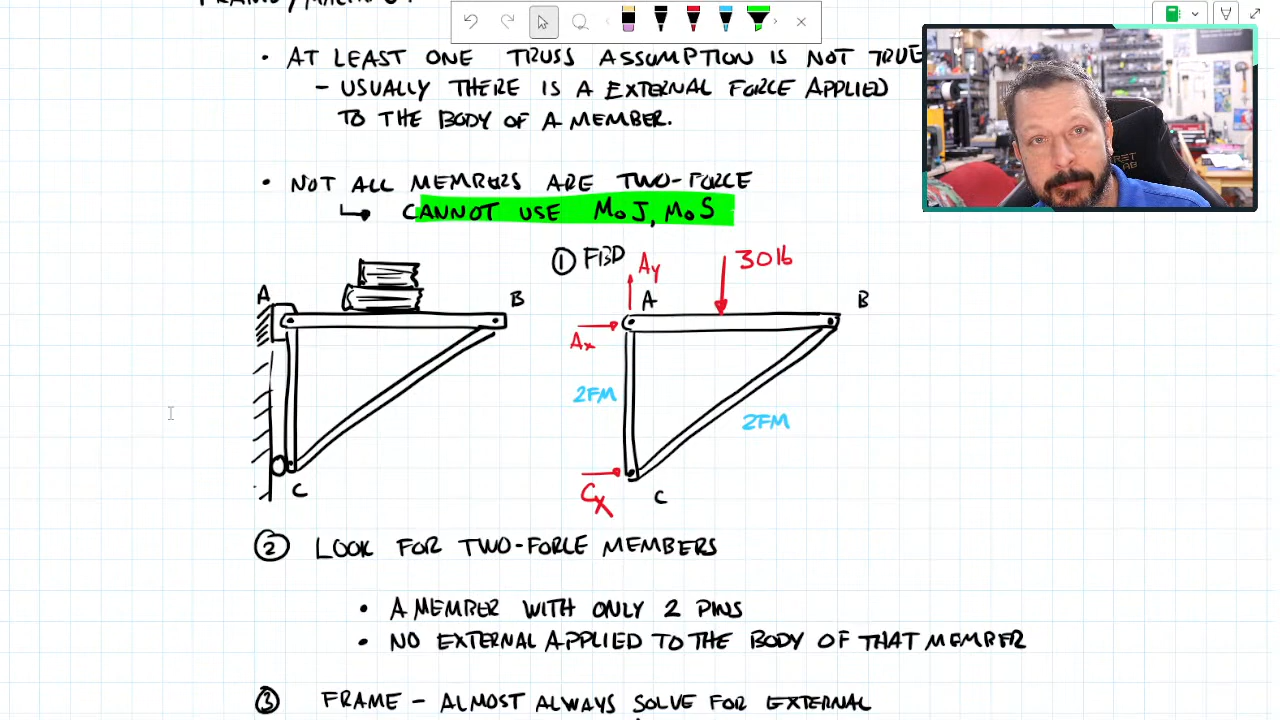 • AT LEAST ONE TRUSS ASSUMPTION IS NOT TRUE
– USUALLY THERE IS A EXTERNAL FORCE APPLIED
TO THE BODY OF A MEMBER.
• NOT ALL MEMBERS ARE TWO-FORCE
↳ CANNOT USE MoJ, MoS
A
B
C
① FBD
Ay
30 lb
A
B
Ax
2FM
2FM
Cx
C
② LOOK FOR TWO-FORCE MEMBERS
• A MEMBER WITH ONLY 2 PINS
• NO EXTERNAL APPLIED TO THE BODY OF THAT MEMBER
③ FRAME – ALMOST ALWAYS SOLVE FOR EXTERNAL